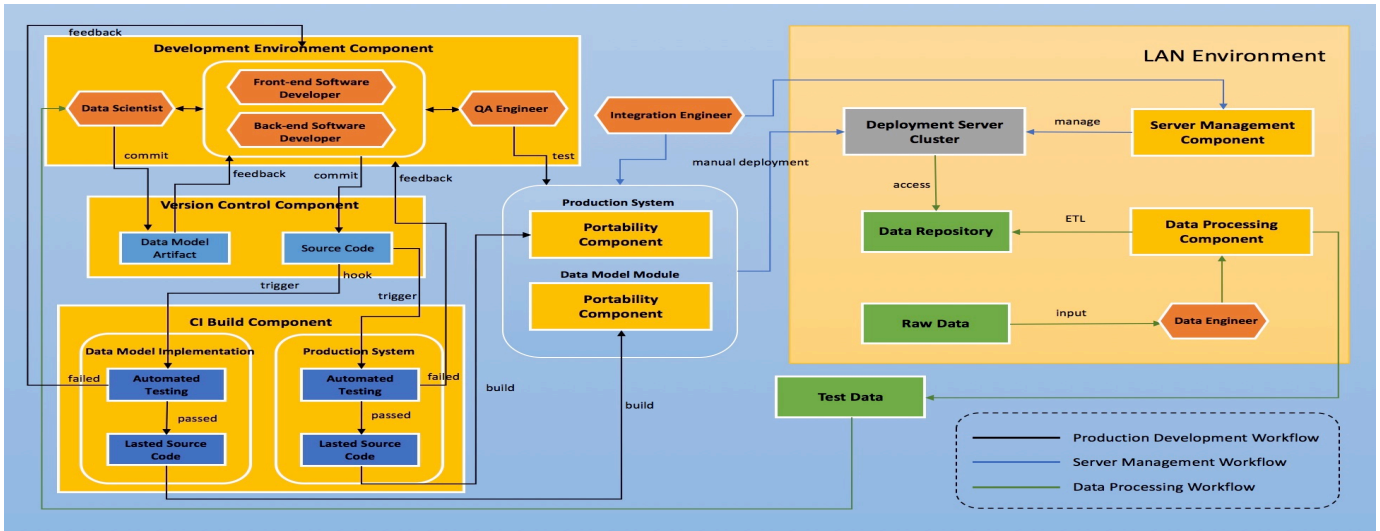 feedback
Development Environment Component
Front-end Software
Developer
Data Scientist
QA Engineer
Back-end Software
Developer
commit
feedback
commit
feedback
test
Version Control Component
Data Model
Artifact
Source Code
trigger
hook
trigger
CI Build Component
Data Model Implementation
Production System
failed
Automated
Testing
Automated
Testing
failed
passed
passed
Lasted Source
Code
Lasted Source
Code
build
build
Integration Engineer
manual deployment
Production System
Portability
Component
Data Model Module
Portability
Component
LAN Environment
Deployment Server
Cluster
manage
Server Management
Component
access
Data Repository
ETL
Data Processing
Component
Raw Data
input
Data Engineer
Test Data
Production Development Workflow
Server Management Workflow
Data Processing Workflow